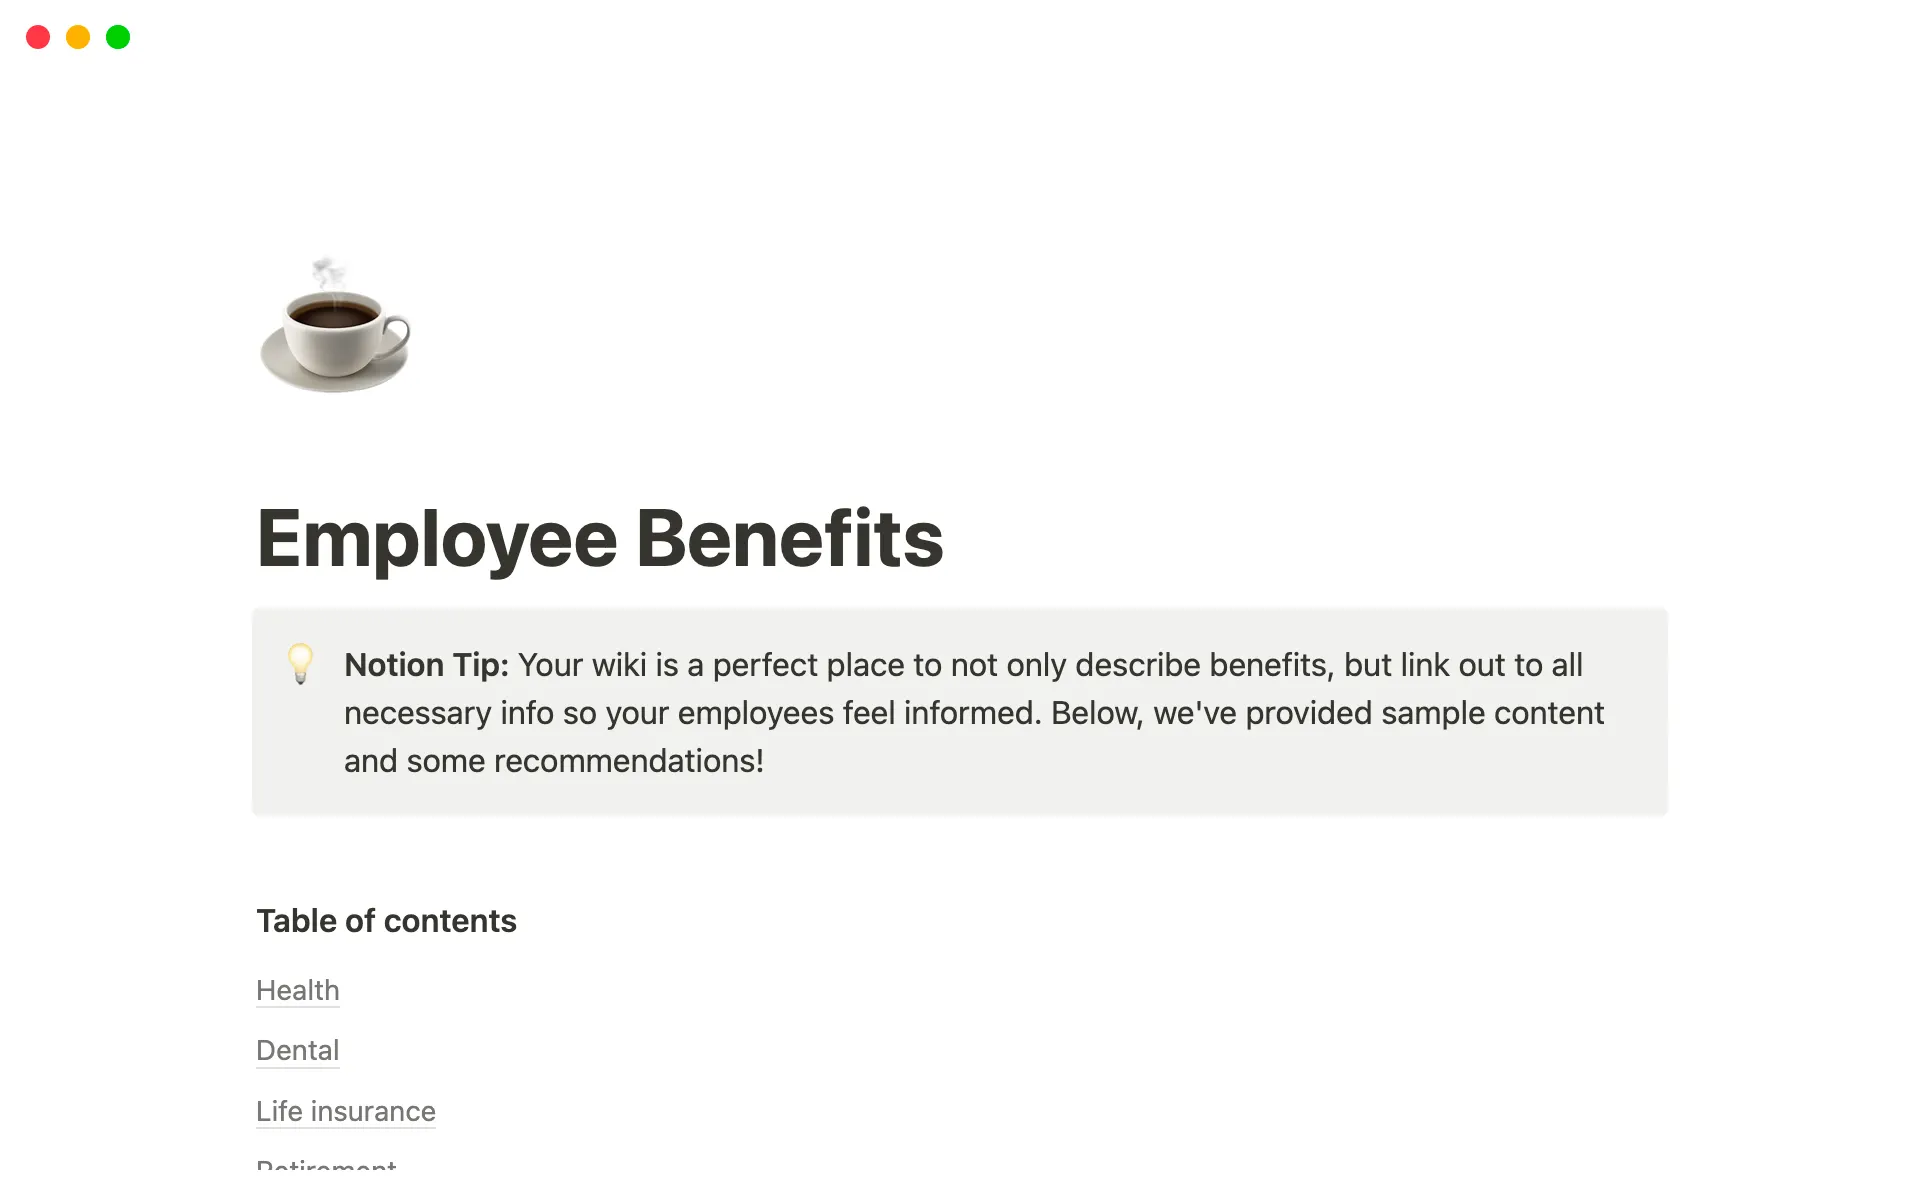 Employee Benefits
Notion Tip: Your wiki is a perfect place to not only describe benefits, but link out to all
necessary info so your employees feel informed. Below, we've provided sample content
and some recommendations!
Table of contents
Health
Dental
Life insurance
Retirement